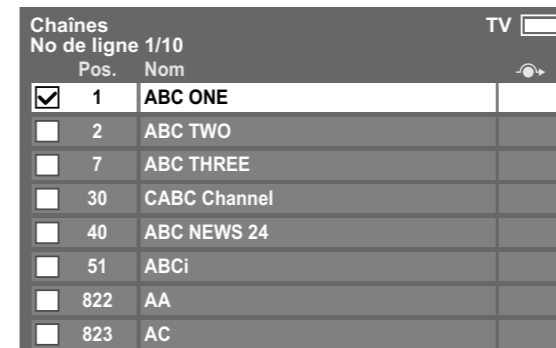 Chaînes
TV
No de ligne 1/10
Pos. Nom
1 ABC ONE
2 ABC TWO
7 ABC THREE
30 CABC Channel
40 ABC NEWS 24
51 ABCi
822 AA
823 AC